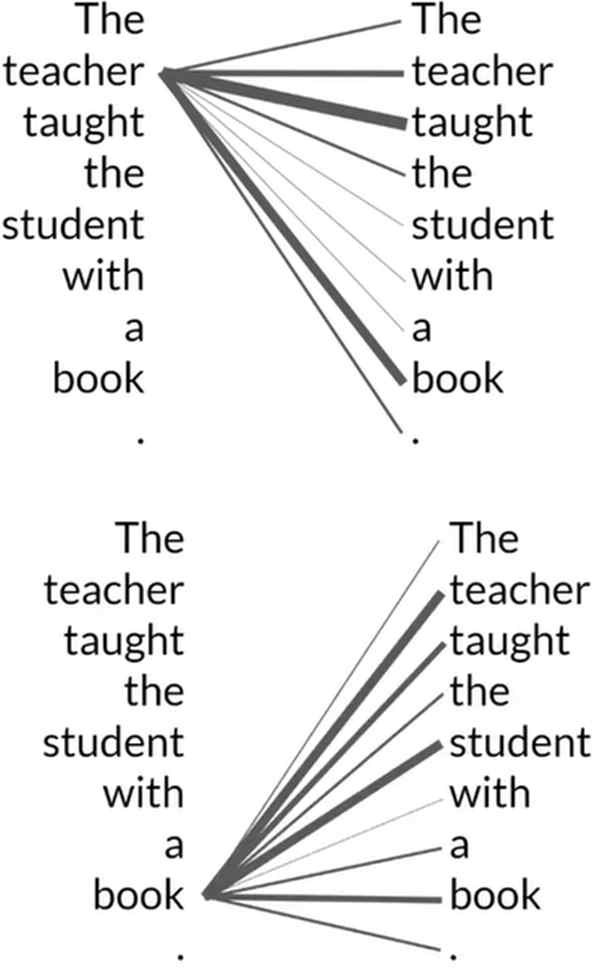 The The
teacher teacher
taught taught
the the
student student
with with
a a
book book
. .
The The
teacher teacher
taught taught
the the
student student
with with
a a
book book
. .